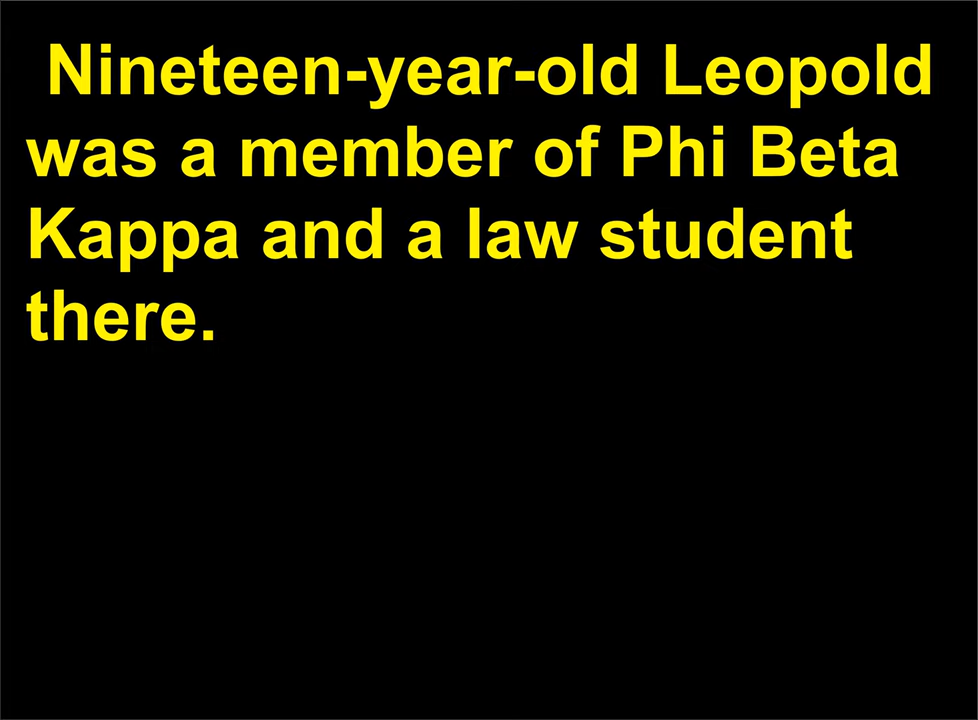 Nineteen-year-old Leopold
was a member of Phi Beta
Kappa and a law student
there.